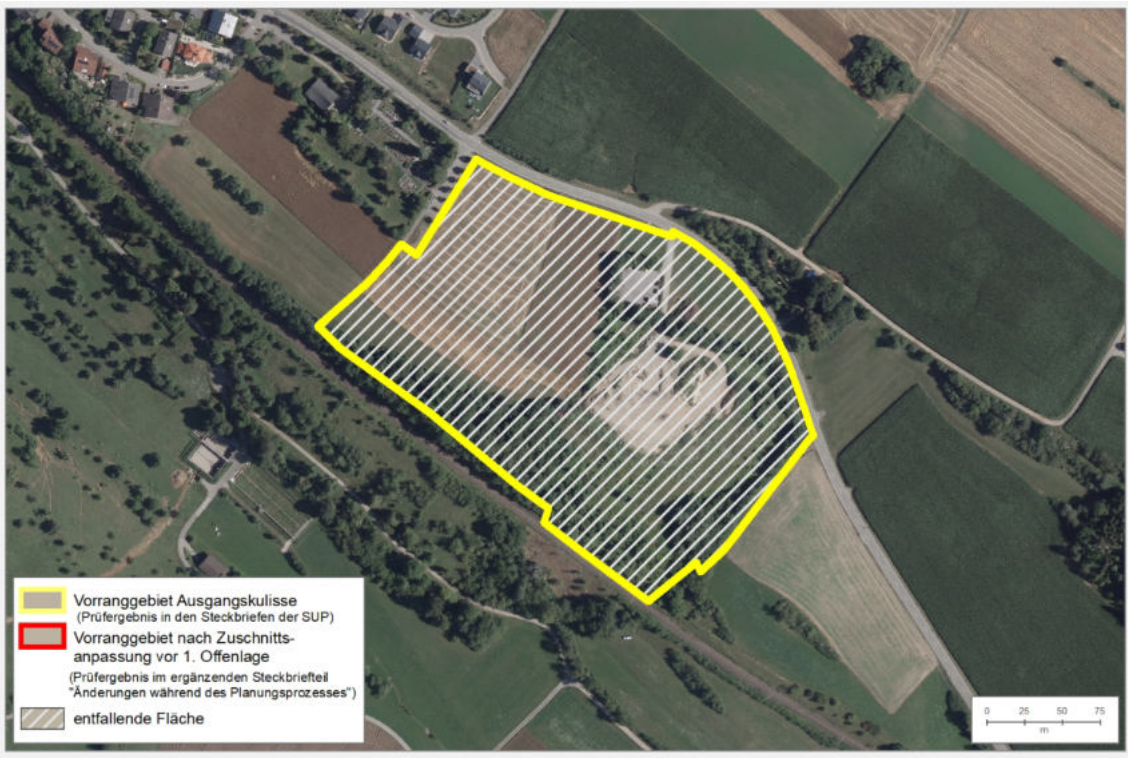 Vorranggebiet Ausgangskulisse
(Prüfergebnis in den Steckbriefen der SUP)
Vorranggebiet nach Zuschnitts-
anpassung vor 1. Offenlage
(Prüfergebnis im ergänzenden Steckbriefteil
"Änderungen während des Planungsprozesses")
entfallende Fläche
0 25 50 75
m